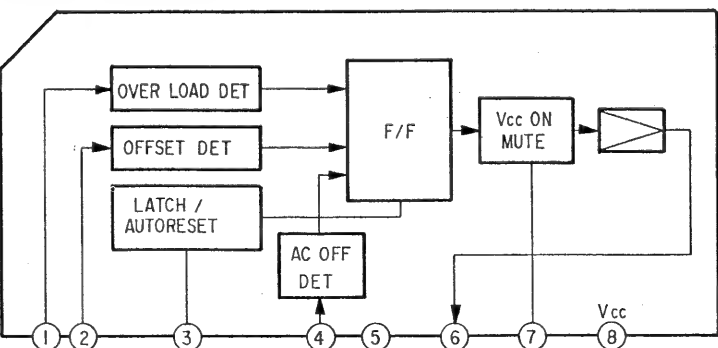 OVER LOAD DET
OFFSET DET
LATCH /
AUTORESET
AC OFF
DET
F/F
Vcc ON
MUTE
Vcc
1
2
3
4
5
6
7
8